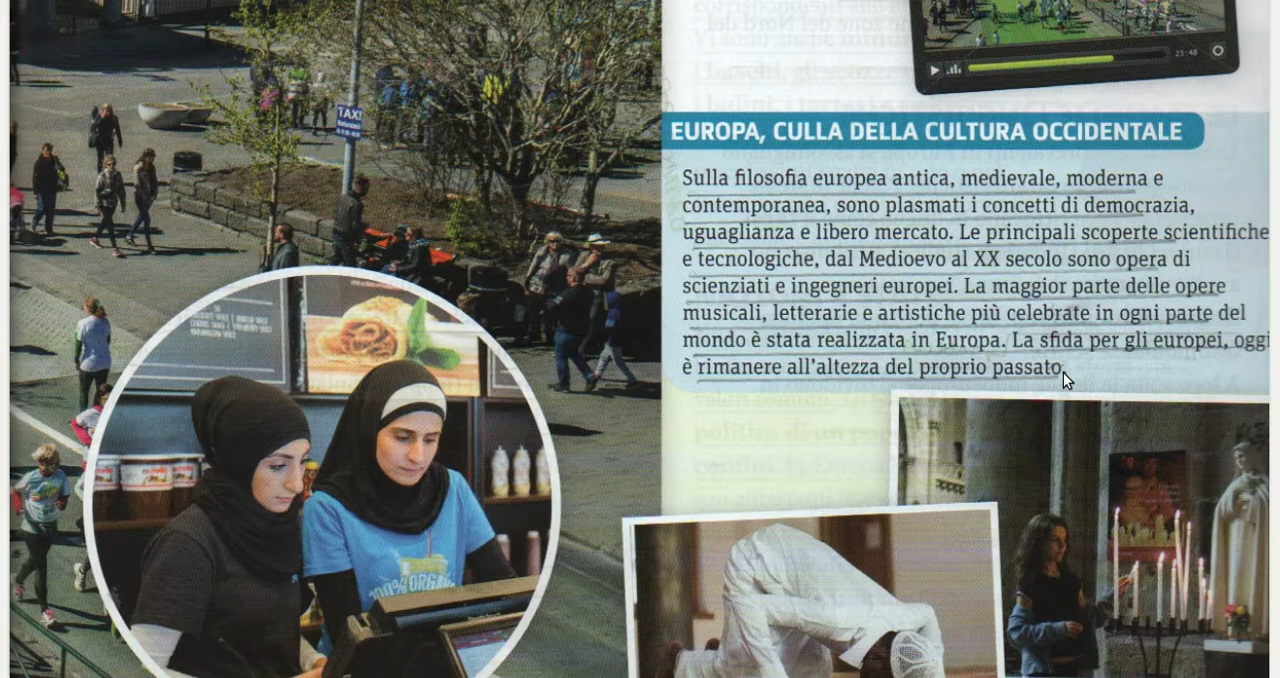 TAXI
23:48
EUROPA, CULLA DELLA CULTURA OCCIDENTALE
Sulla filosofia europea antica, medievale, moderna e
contemporanea, sono plasmati i concetti di democrazia,
uguaglianza e libero mercato. Le principali scoperte scientifiche
e tecnologiche, dal Medioevo al XX secolo sono opera di
scienziati e ingegneri europei. La maggior parte delle opere
musicali, letterarie e artistiche più celebrate in ogni parte del
mondo è stata realizzata in Europa. La sfida per gli europei, oggi
è rimanere all'altezza del proprio passato
100% ORGANI